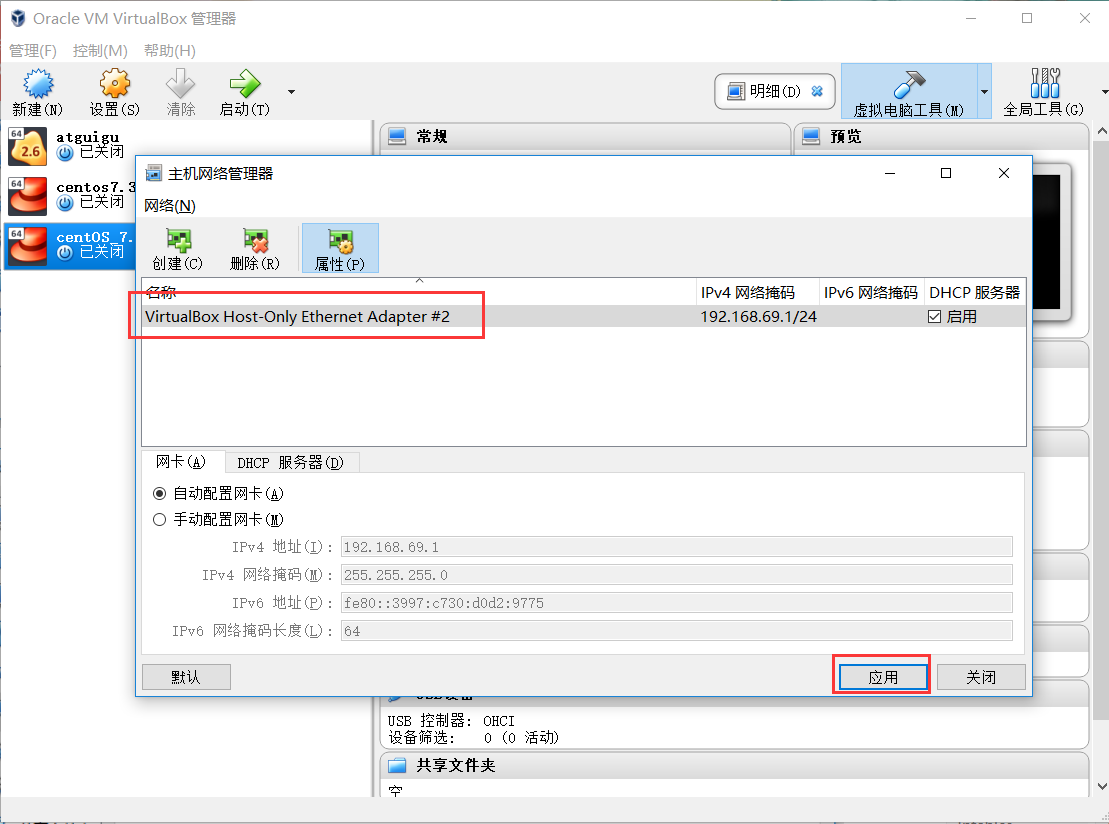 Oracle VM VirtualBox 管理器
管理(F) 控制(M) 帮助(H)
新建(N) 设置(S) 清除 启动(T) 明细(D) 虚拟电脑工具(M) 全局工具(G)
64 2.6 atguigu
已关闭
64 centos7.3
已关闭
64 centOS 7.
已关闭
常规 预览
主机网络管理器
网络(N)
创建(C) 删除(R) 属性(P)
名称 IPv4 网络掩码 IPv6 网络掩码 DHCP 服务器
VirtualBox Host-Only Ethernet Adapter #2 192.168.69.1/24 启用
网卡(A) DHCP 服务器(D)
自动配置网卡(A)
手动配置网卡(M)
IPv4 地址(I): 192.168.69.1
IPv4 网络掩码(M): 255.255.255.0
IPv6 地址(P): fe80::3997:c730:d0d2:9775
IPv6 网络掩码长度(L): 64
默认 应用 关闭
USB设备
USB 控制器: OHCI
设备筛选: 0 (0 活动)
共享文件夹
空